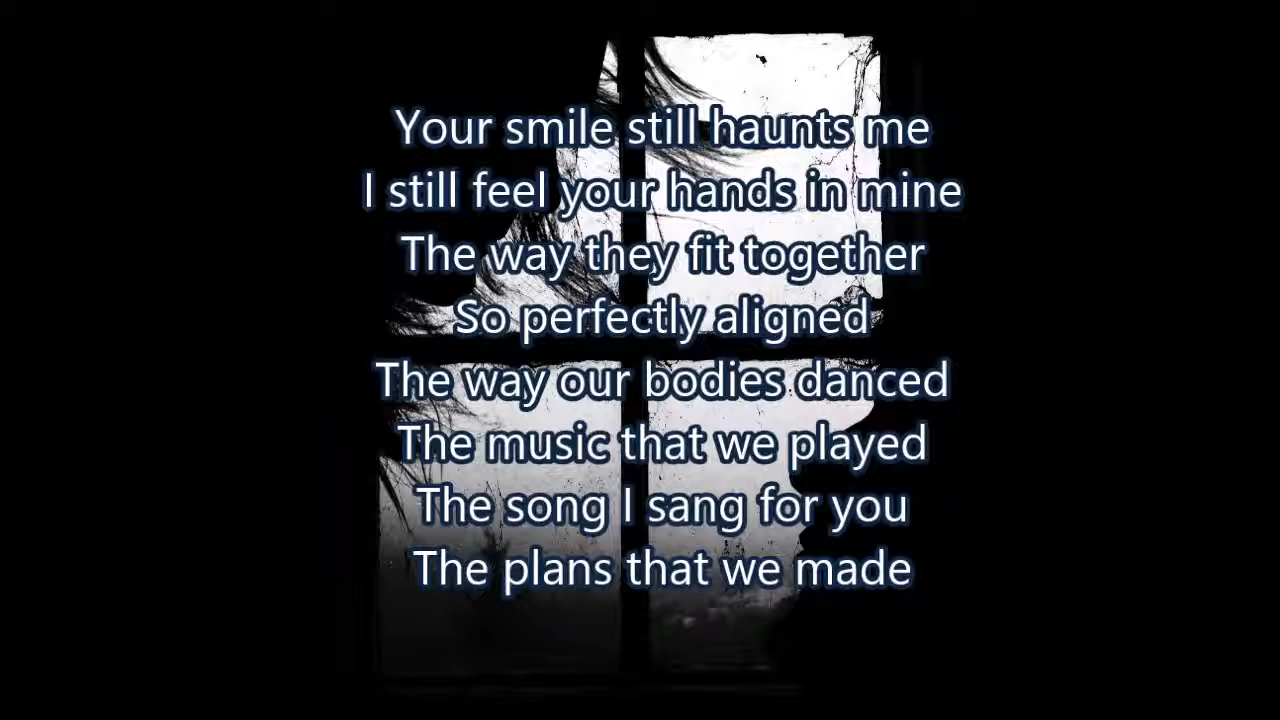 Your smile still haunts me
I still feel your hands in mine
The way they fit together
So perfectly aligned
The way our bodies danced
The music that we played
The song I sang for you
The plans that we made